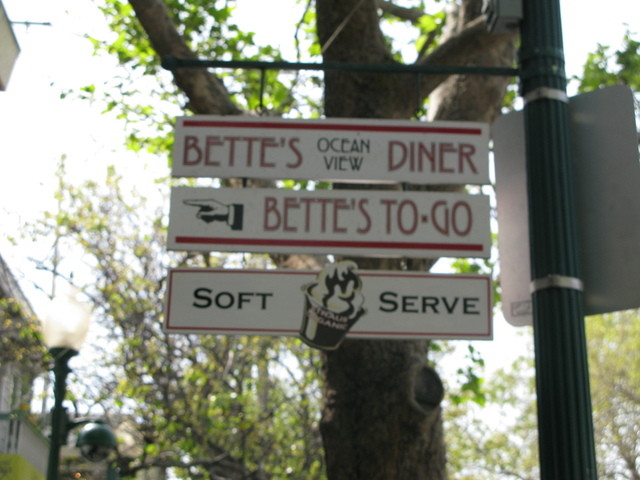 BETTE'S OCEAN VIEW DINER
BETTE'S TO-GO
SOFT SERVE